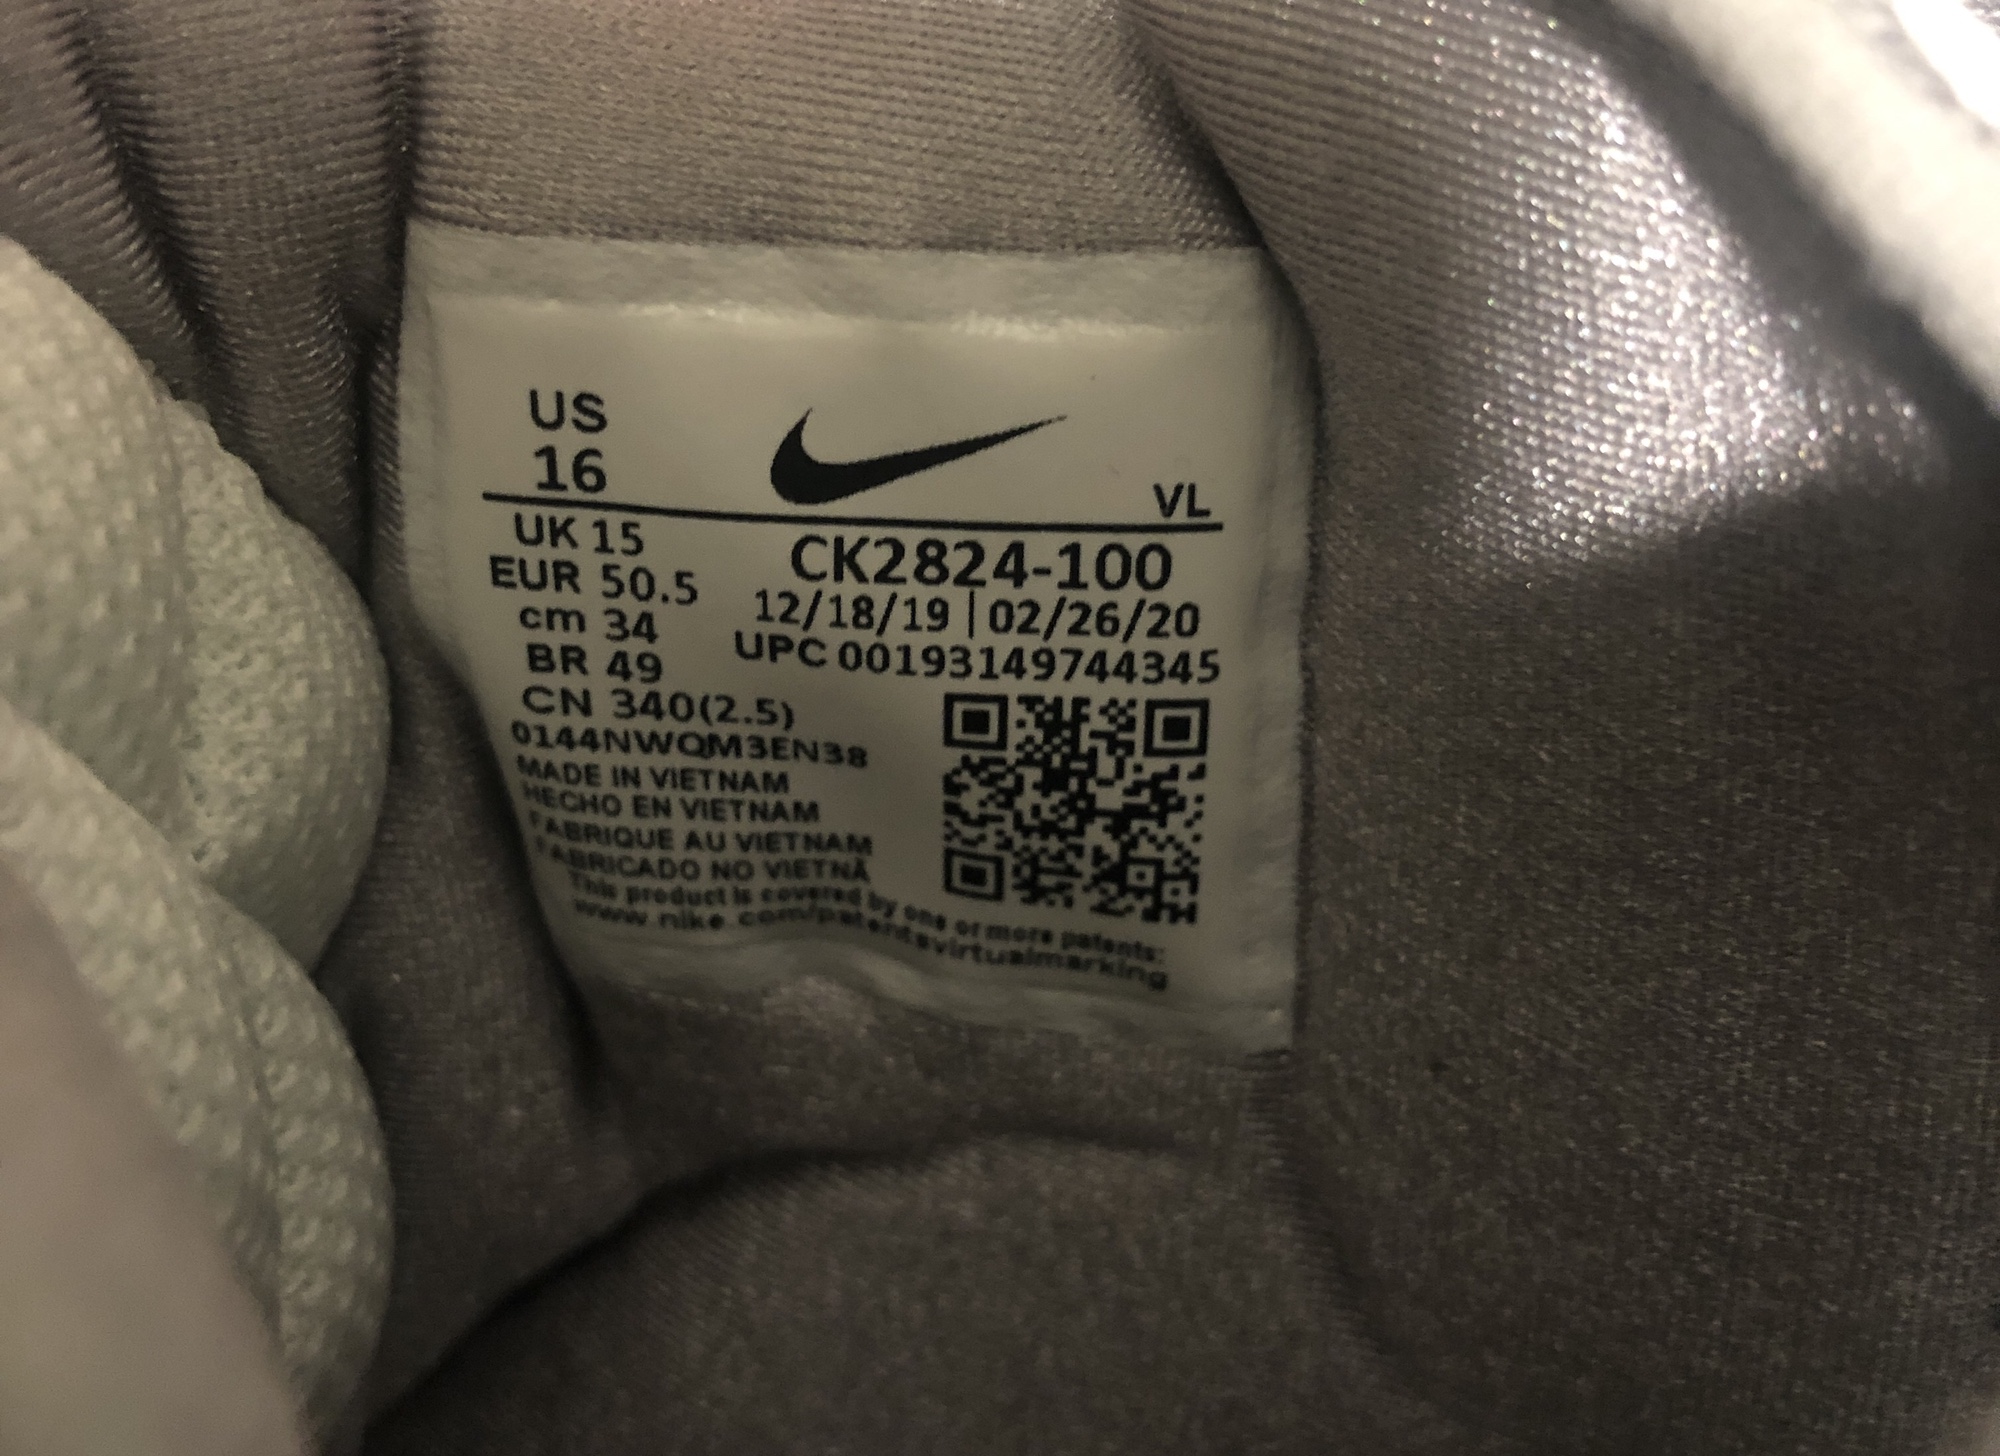 US
16
VL
UK 15
EUR 50.5
cm 34
BR 49
CN 340(2.5)
CK2824-100
12/18/19 | 02/26/20
UPC 00193149744345
0144NWQM3EN38
MADE IN VIETNAM
HECHO EN VIETNAM
FABRIQUE AU VIETNAM
FABRICADO NO VIETNÃ
This product is covered by one or more patents:
www.nike.com/patentsvirtualmarking